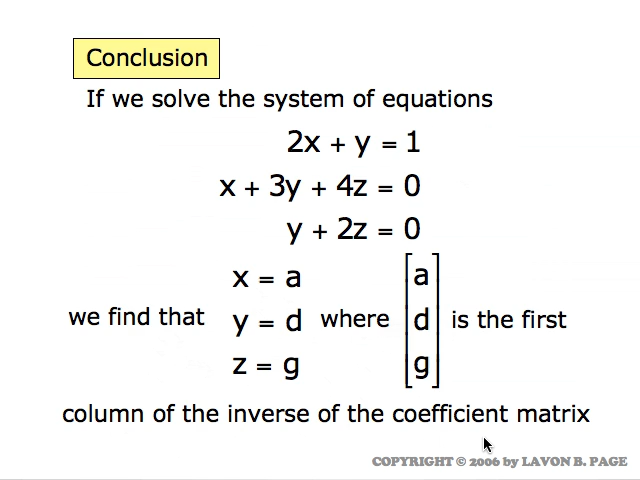 Conclusion
If we solve the system of equations
2x + y = 1
x + 3y + 4z = 0
y + 2z = 0
x = a
we find that y = d where [a d g] is the first
z = g
column of the inverse of the coefficient matrix
COPYRIGHT © 2006 by LAVON B. PAGE